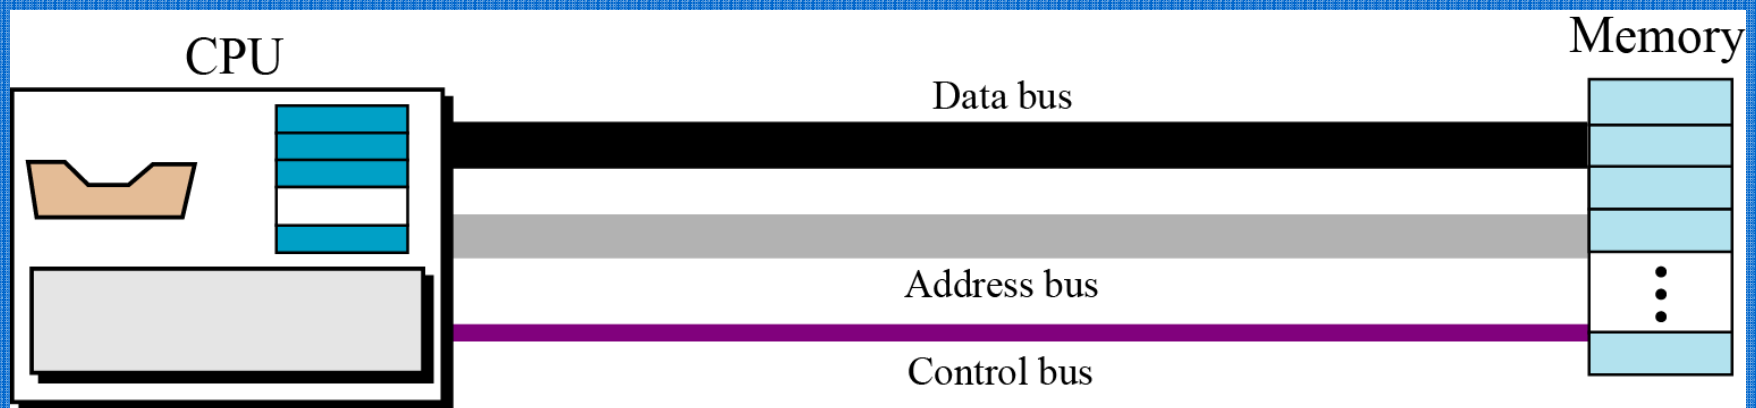 CPU
Memory
Data bus
Address bus
Control bus